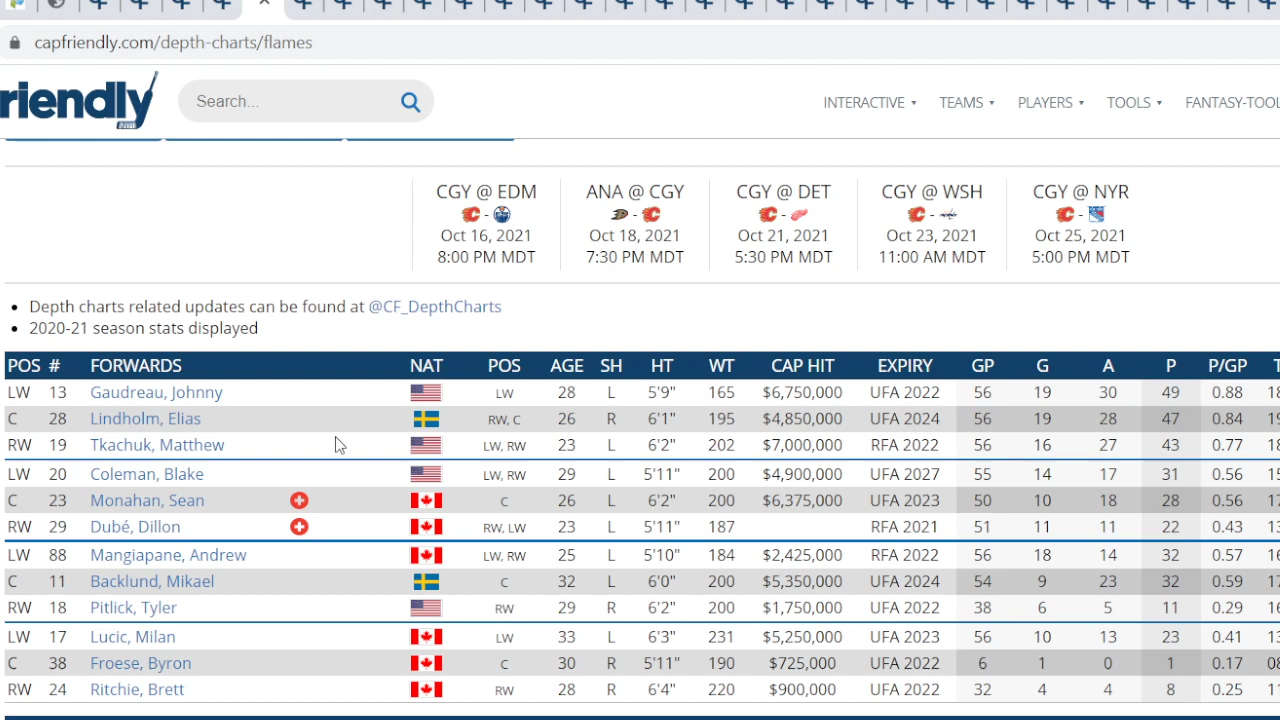 capfriendly.com/depth-charts/flames
riendly Search... INTERACTIVE ▾ TEAMS ▾ PLAYERS ▾ TOOLS ▾ FANTASY-TOOL
CGY @ EDM ANA @ CGY CGY @ DET CGY @ WSH CGY @ NYR
- - - - -
Oct 16, 2021 Oct 18, 2021 Oct 21, 2021 Oct 23, 2021 Oct 25, 2021
8:00 PM MDT 7:30 PM MDT 5:30 PM MDT 11:00 AM MDT 5:00 PM MDT
• Depth charts related updates can be found at @CF_DepthCharts
• 2020-21 season stats displayed
POS # FORWARDS NAT POS AGE SH HT WT CAP HIT EXPIRY GP G A P P/GP T
LW 13 Gaudreau, Johnny LW 28 L 5'9" 165 $6,750,000 UFA 2022 56 19 30 49 0.88 18
C 28 Lindholm, Elias RW, C 26 R 6'1" 195 $4,850,000 UFA 2024 56 19 28 47 0.84 19
RW 19 Tkachuk, Matthew LW, RW 23 L 6'2" 202 $7,000,000 RFA 2022 56 16 27 43 0.77
LW 20 Coleman, Blake LW, RW 29 L 5'11" 200 $4,900,000 UFA 2027 55 14 17 31 0.56 15
C 23 Monahan, Sean C 26 L 6'2" 200 $6,375,000 UFA 2023 50 10 18 28 0.56
RW 29 Dubé, Dillon RW, LW 23 L 5'11" 187 RFA 2021 51 11 11 22 0.43 13
LW 88 Mangiapane, Andrew LW, RW 25 L 5'10" 184 $2,425,000 RFA 2022 56 18 14 32 0.57 16
C 11 Backlund, Mikael C 32 L 6'0" 200 $5,350,000 UFA 2024 54 9 23 32 0.59
RW 18 Pitlick, Tyler RW 29 R 6'2" 200 $1,750,000 UFA 2022 38 6 5 11 0.29
LW 17 Lucic, Milan LW 33 L 6'3" 231 $5,250,000 UFA 2023 56 10 13 23 0.41 13
C 38 Froese, Byron C 30 R 5'11" 190 $725,000 UFA 2022 6 1 0 1 0.17 08
RW 24 Ritchie, Brett RW 28 R 6'4" 220 $900,000 UFA 2022 32 4 4 8 0.25 11